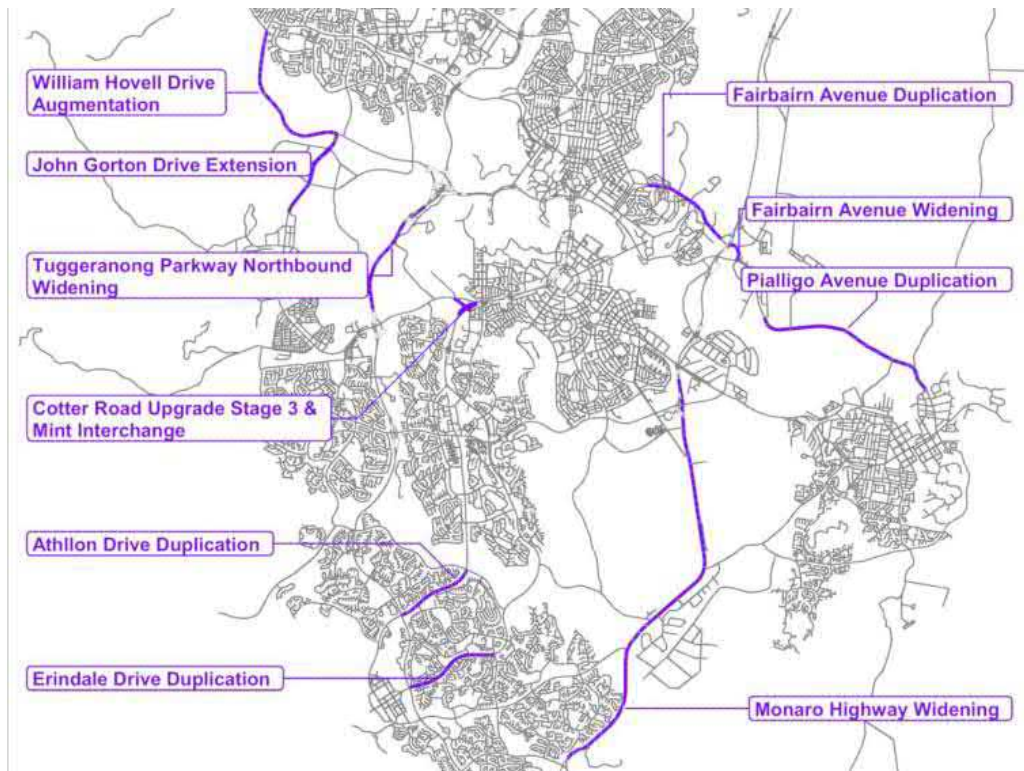 William Hovell Drive
Augmentation
John Gorton Drive Extension
Tuggeranong Parkway Northbound
Widening
Cotter Road Upgrade Stage 3 &
Mint Interchange
Athllon Drive Duplication
Erindale Drive Duplication
Fairbairn Avenue Duplication
Fairbairn Avenue Widening
Pialligo Avenue Duplication
Monaro Highway Widening